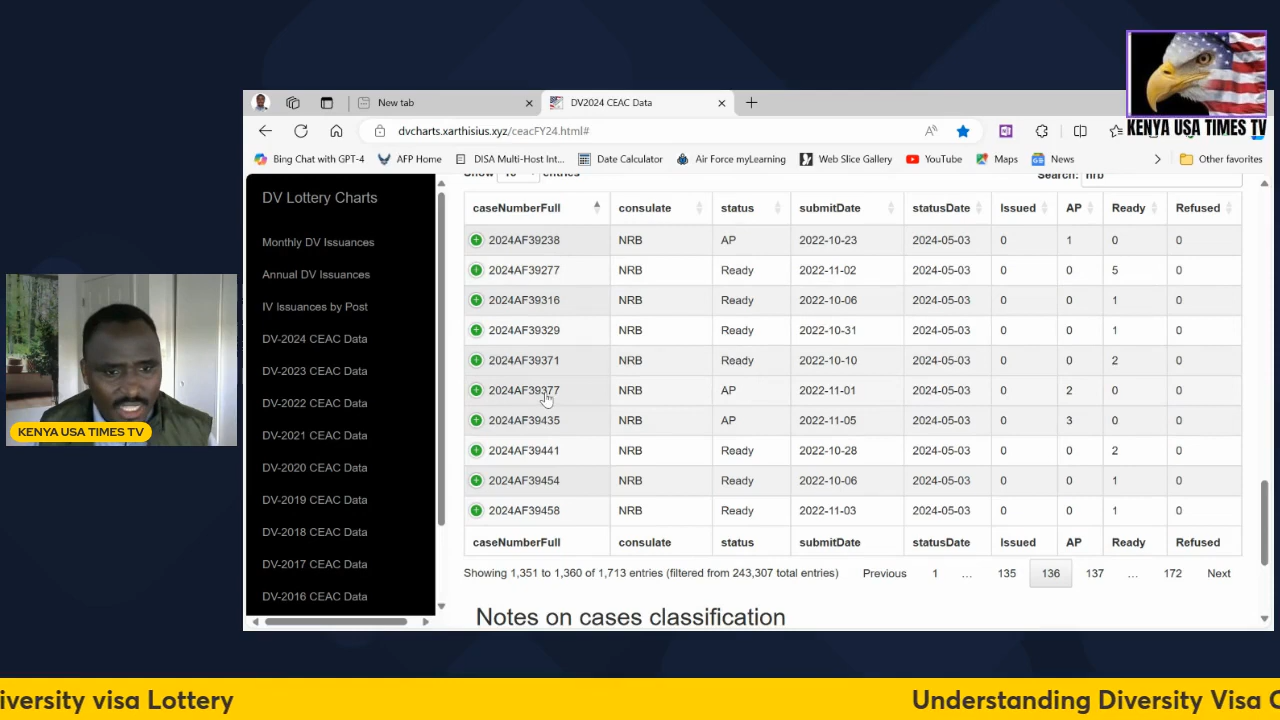 KENYA USA TIMES TV
New tab
DV2024 CEAC Data
dvcharts.xarthisius.xyz/ceacFY24.html#
Bing Chat with GPT-4 AFP Home DISA Multi-Host Int... Date Calculator Air Force myLearning Web Slice Gallery YouTube Maps News Other favorites
DV Lottery Charts
Monthly DV Issuances
Annual DV Issuances
IV Issuances by Post
DV-2024 CEAC Data
DV-2023 CEAC Data
DV-2022 CEAC Data
DV-2021 CEAC Data
DV-2020 CEAC Data
DV-2019 CEAC Data
DV-2018 CEAC Data
DV-2017 CEAC Data
DV-2016 CEAC Data
Show 10 entries Search: nrb
caseNumberFull consulate status submitDate statusDate Issued AP Ready Refused
2024AF39238 NRB AP 2022-10-23 2024-05-03 0 1 0 0
2024AF39277 NRB Ready 2022-11-02 2024-05-03 0 0 5 0
2024AF39316 NRB Ready 2022-10-06 2024-05-03 0 0 1 0
2024AF39329 NRB Ready 2022-10-31 2024-05-03 0 0 1 0
2024AF39371 NRB Ready 2022-10-10 2024-05-03 0 0 2 0
2024AF39377 NRB AP 2022-11-01 2024-05-03 0 2 0 0
2024AF39435 NRB AP 2022-11-05 2024-05-03 0 3 0 0
2024AF39441 NRB Ready 2022-10-28 2024-05-03 0 0 2 0
2024AF39454 NRB Ready 2022-10-06 2024-05-03 0 0 1 0
2024AF39458 NRB Ready 2022-11-03 2024-05-03 0 0 1 0
caseNumberFull consulate status submitDate statusDate Issued AP Ready Refused
Showing 1,351 to 1,360 of 1,713 entries (filtered from 243,307 total entries) Previous 1 ... 135 136 137 ... 172 Next
Notes on cases classification
KENYA USA TIMES TV
iversity visa Lottery Understanding Diversity Visa C